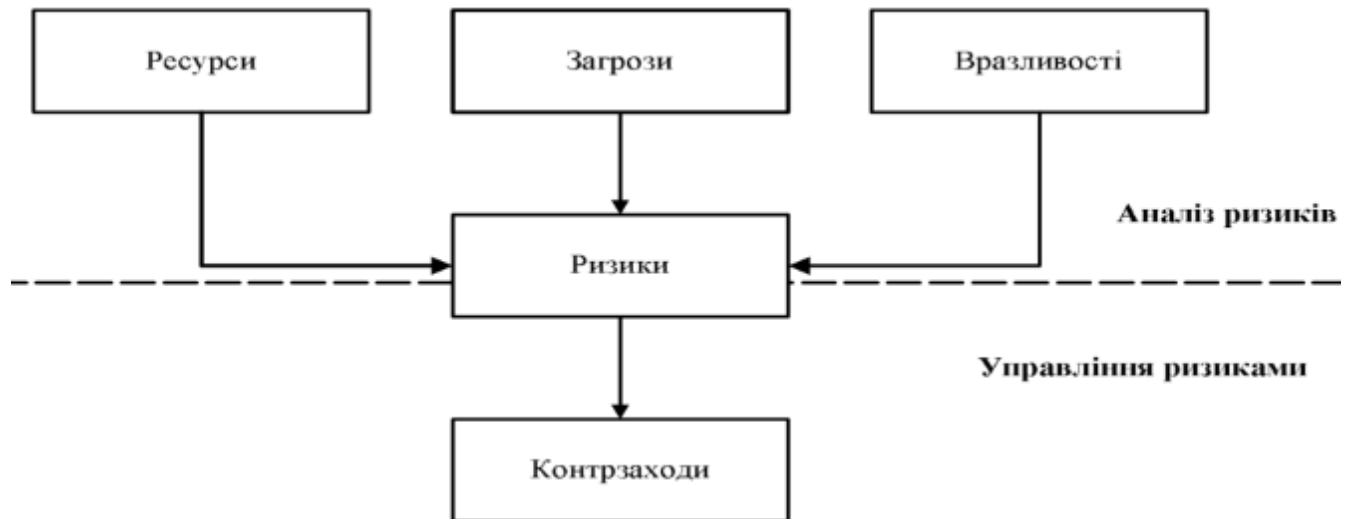 Ресурси
Загрози
Вразливості
Аналіз ризиків
Ризики
Управління ризиками
Контрзаходи